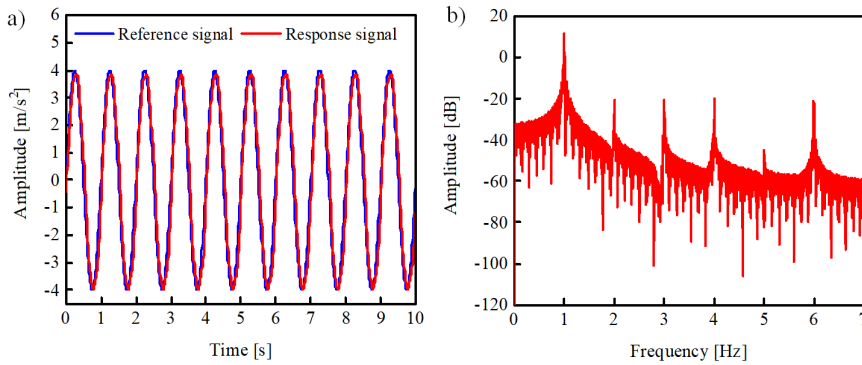 a)
Reference signal
Response signal
6
5
4
3
2
1
0
-1
-2
-3
-4
Amplitude [m/s²]
0 1 2 3 4 5 6 7 8 9 10
Time [s]
b)
20
0
-20
-40
-60
-80
-100
-120
Amplitude [dB]
0 1 2 3 4 5 6 7
Frequency [Hz]